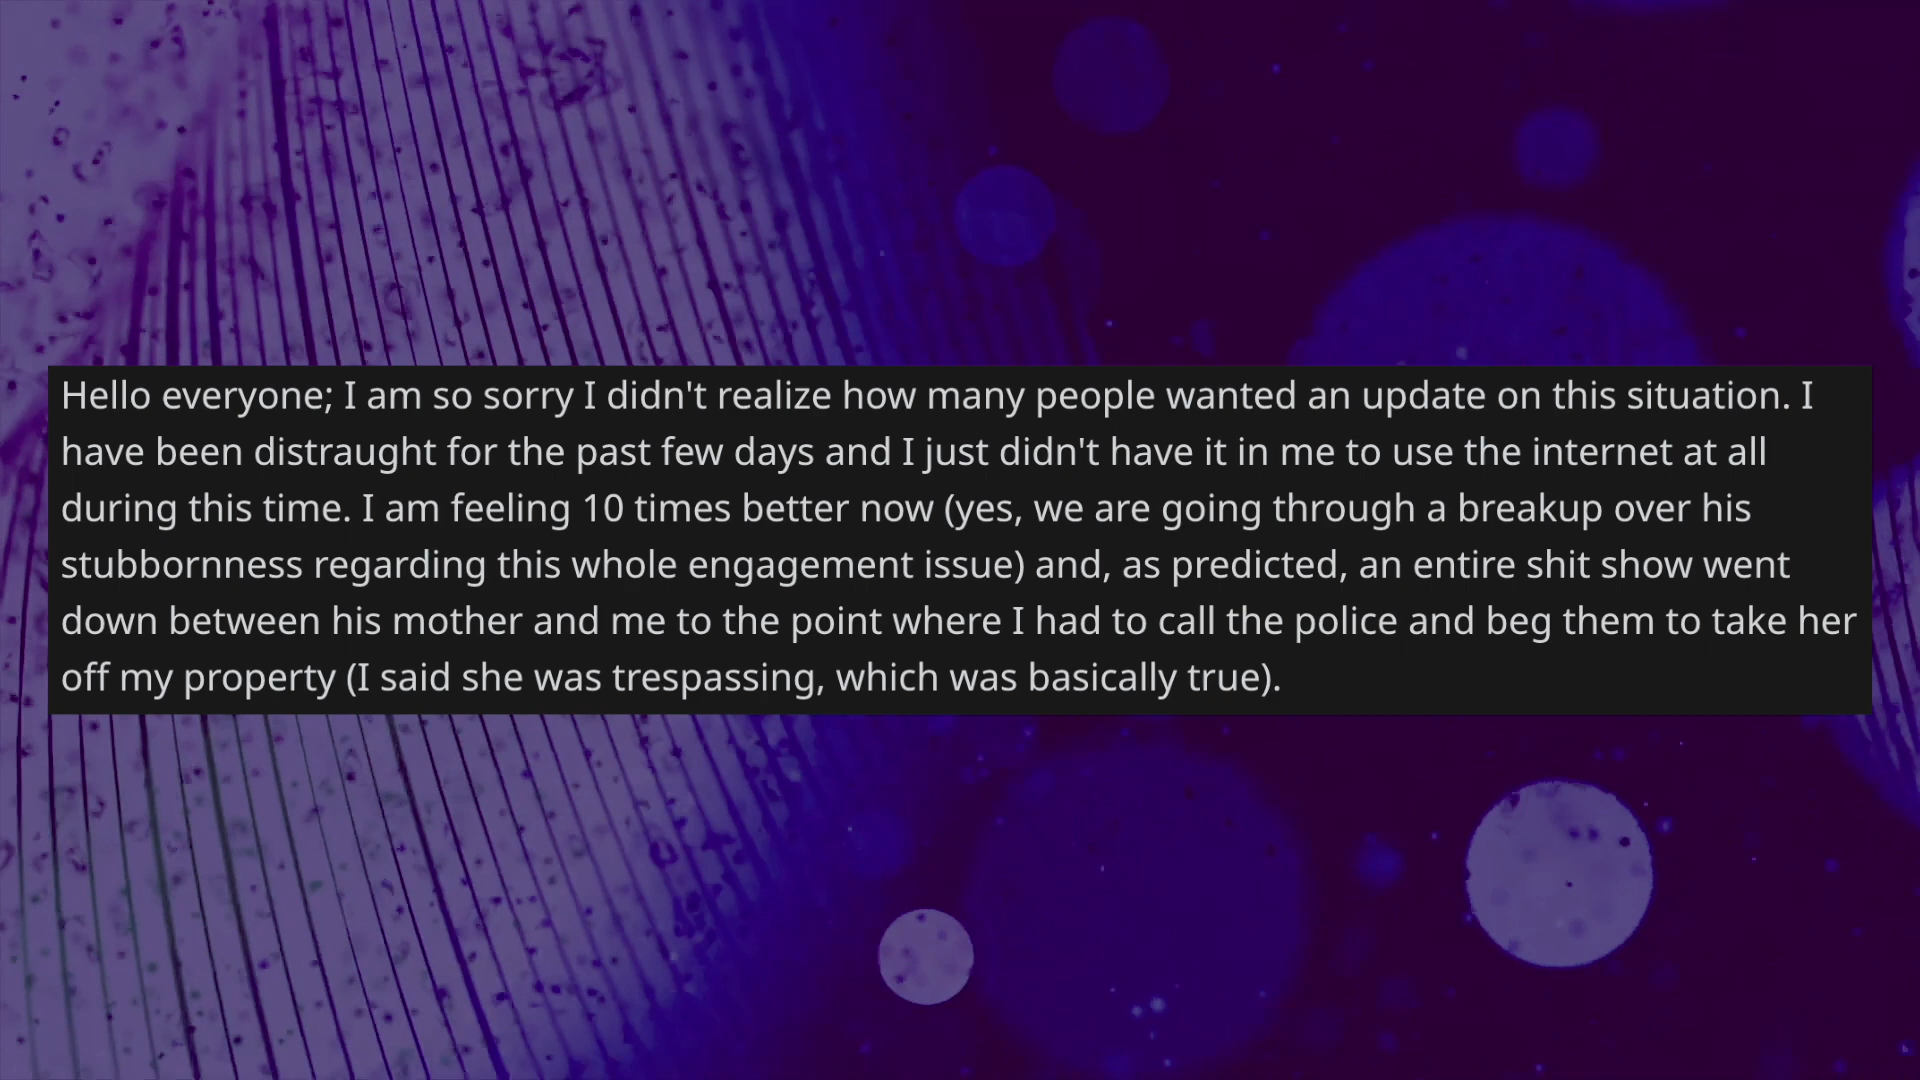 Hello everyone; I am so sorry I didn't realize how many people wanted an update on this situation. I
have been distraught for the past few days and I just didn't have it in me to use the internet at all
during this time. I am feeling 10 times better now (yes, we are going through a breakup over his
stubbornness regarding this whole engagement issue) and, as predicted, an entire shit show went
down between his mother and me to the point where I had to call the police and beg them to take her
off my property (I said she was trespassing, which was basically true).